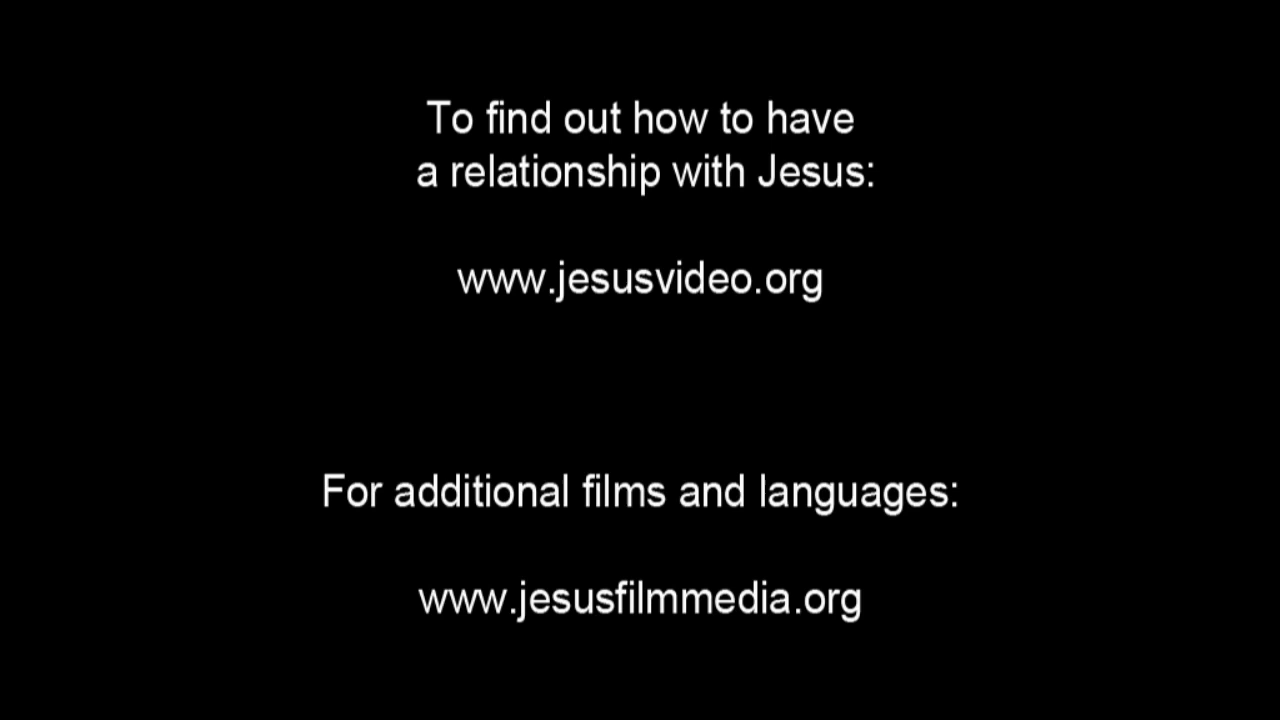 To find out how to have
a relationship with Jesus:
www.jesusvideo.org
For additional films and languages:
www.jesusfilmmedia.org